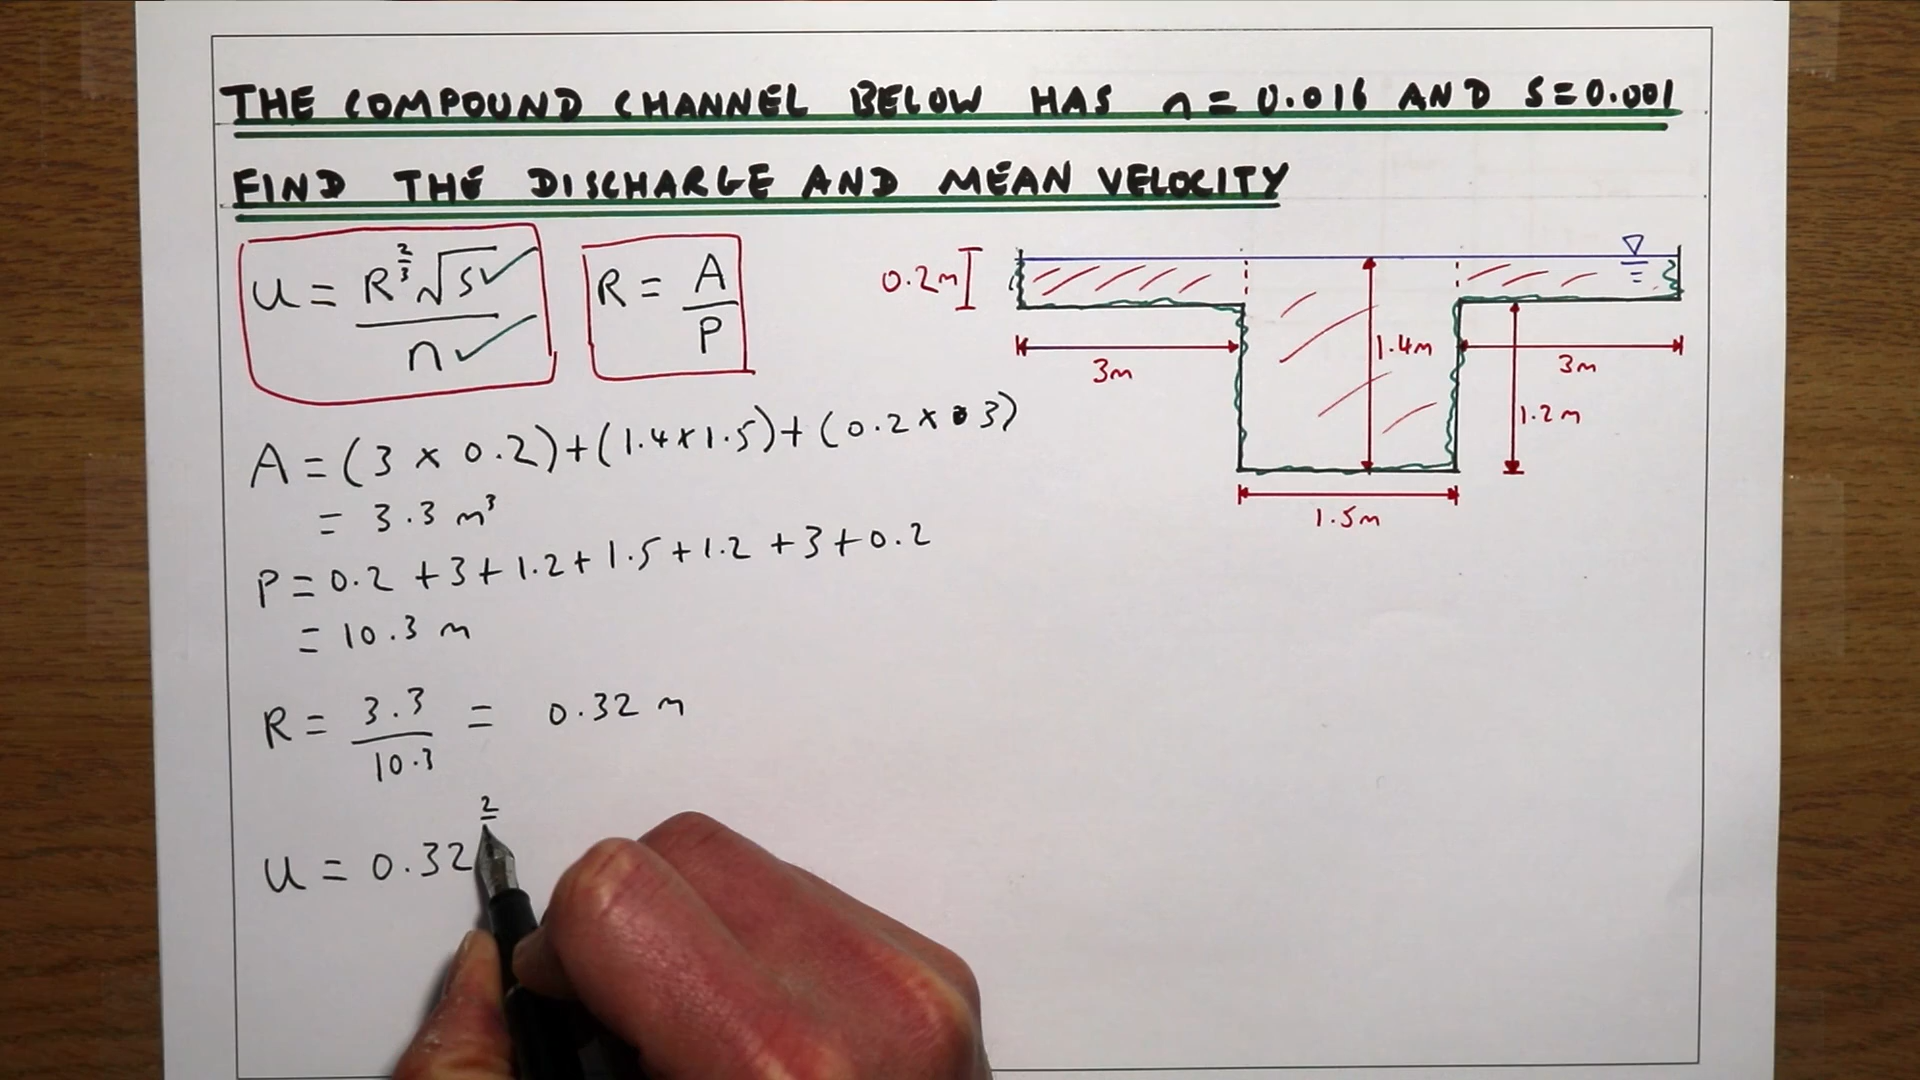 THE COMPOUND CHANNEL BELOW HAS n = 0.016 AND S=0.001
FIND THE DISCHARGE AND MEAN VELOCITY
U = R^(2/3) √S / n
R = A / P
0.2m
3m
1.4m
3m
1.2m
1.5m
A = (3 × 0.2)+(1.4×1.5)+(0.2×3)
= 3.3 m³
P = 0.2 +3+1.2+1.5+1.2 +3+0.2
= 10.3 m
R = 3.3 / 10.3 = 0.32 m
U = 0.32^2